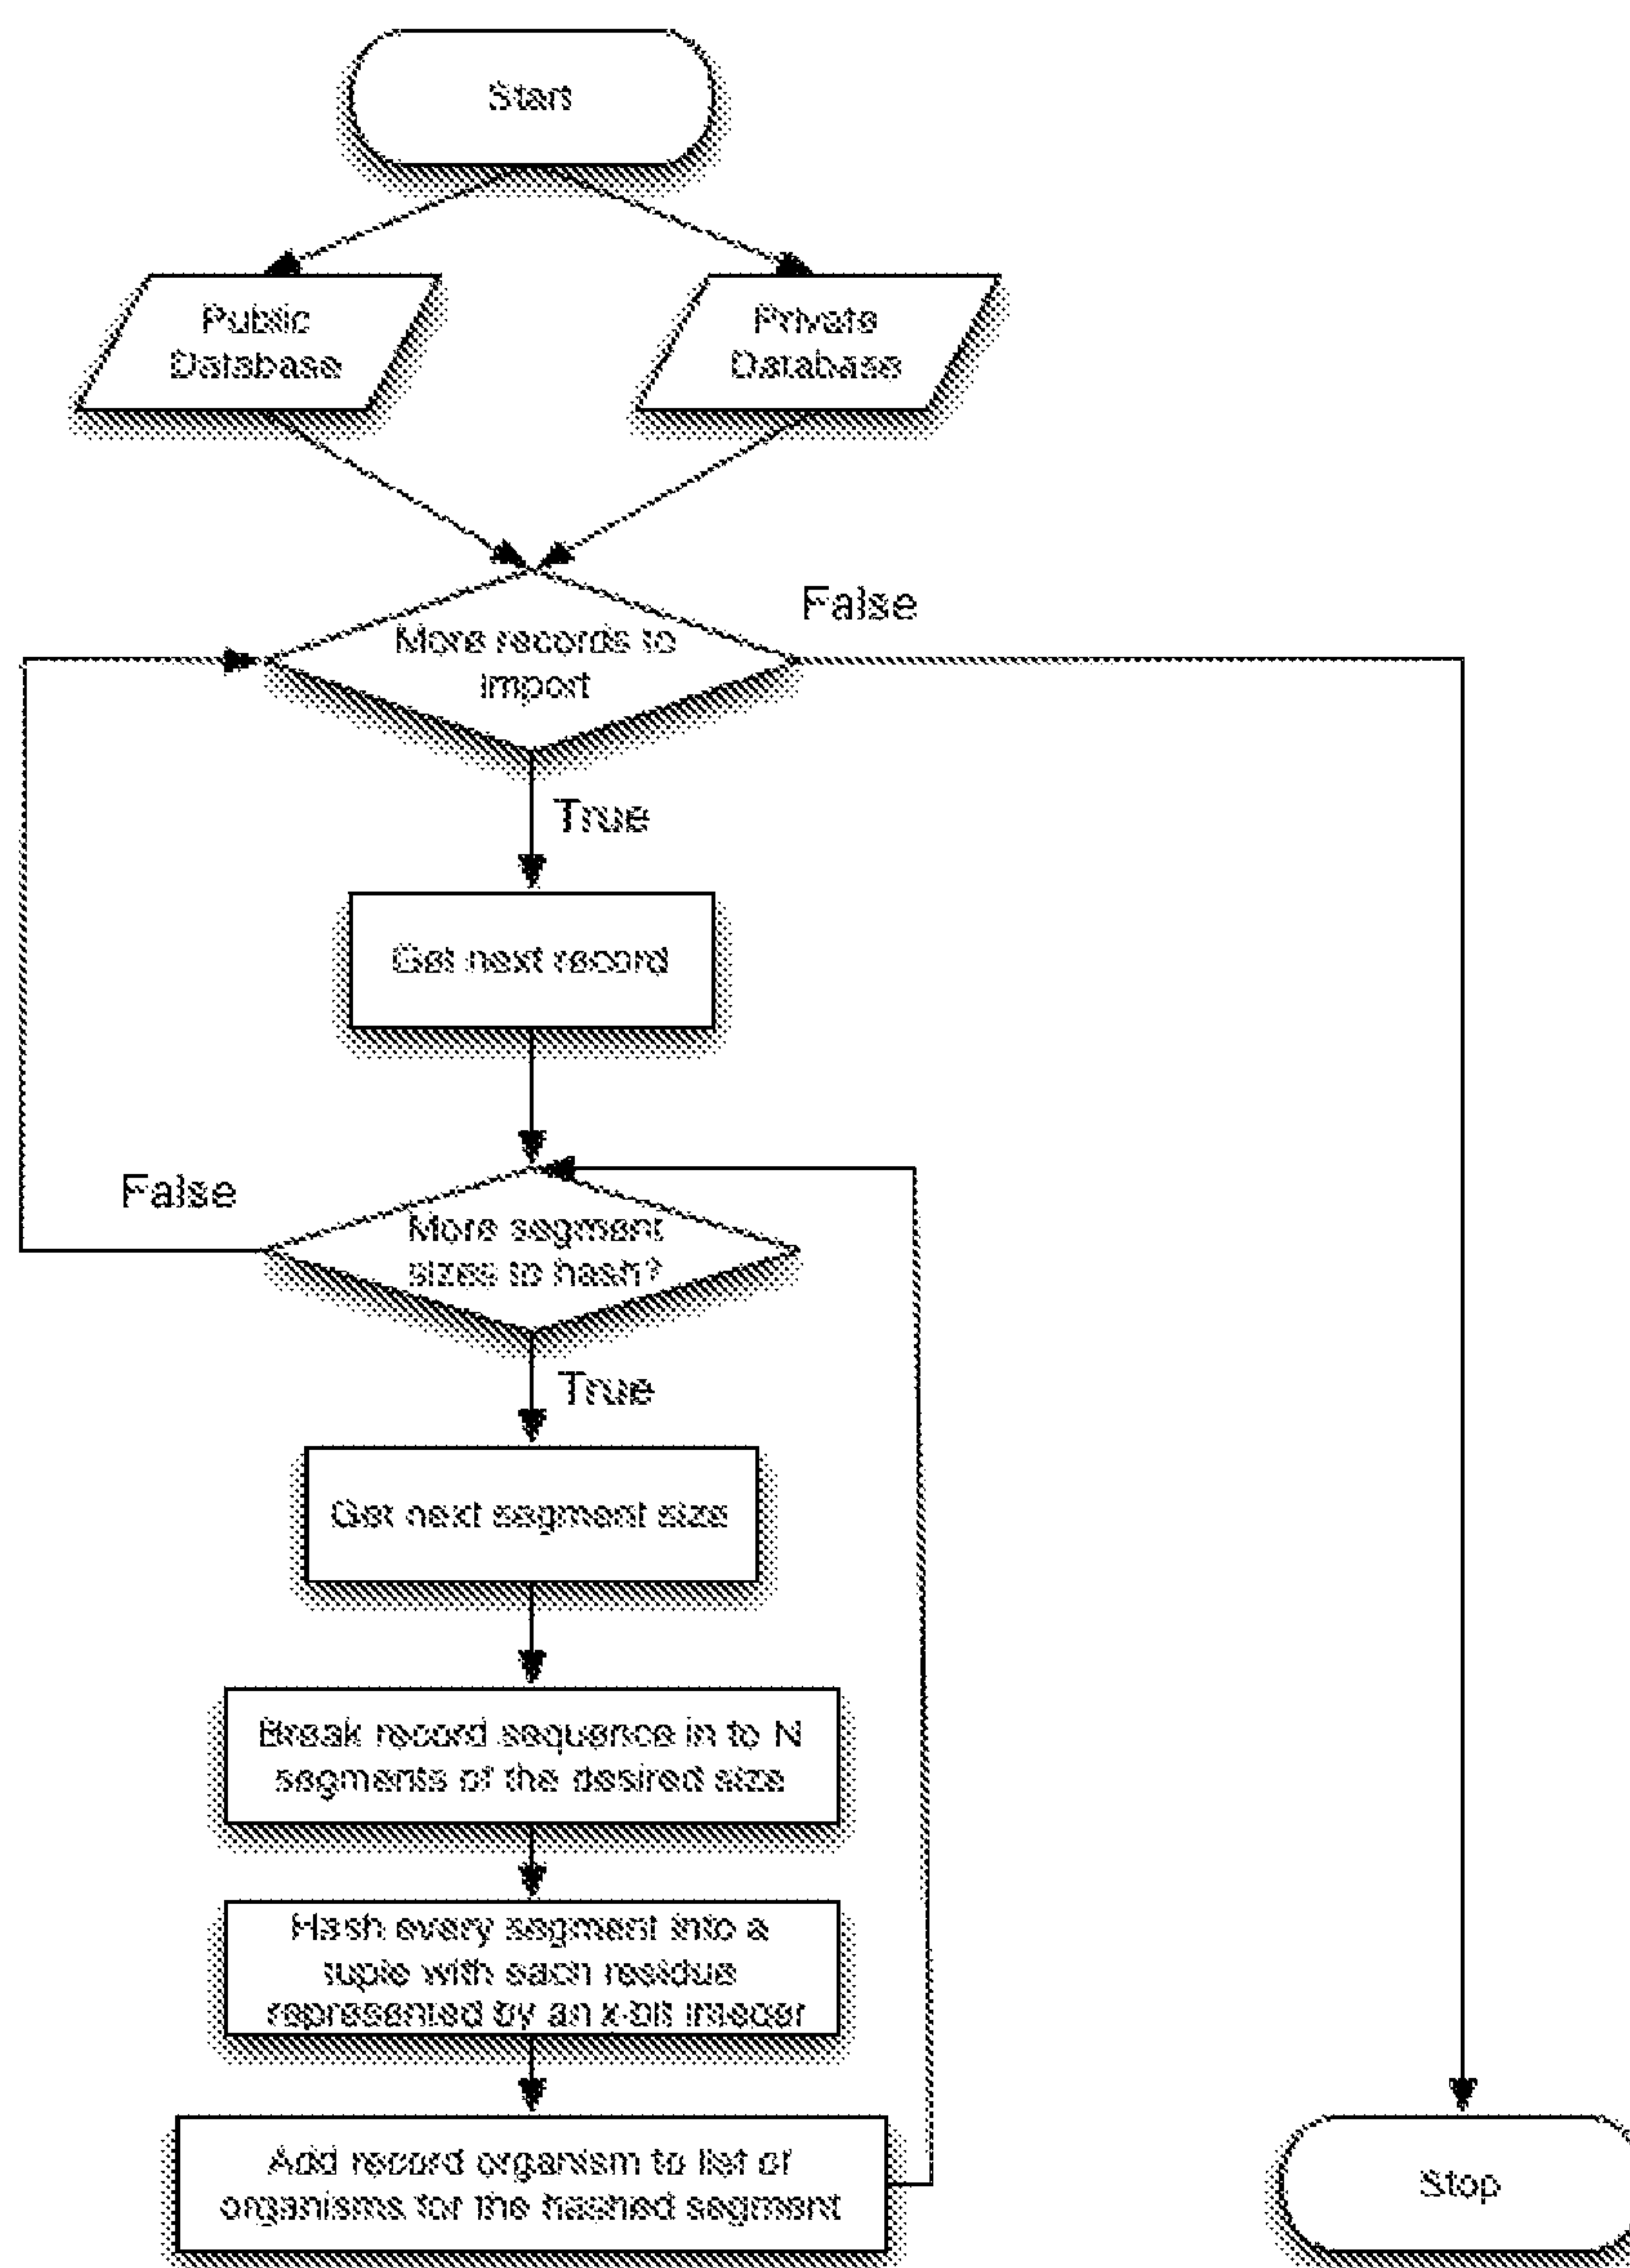 Start
Public
Database
Private
Database
More records to
import
False
True
Get next record
False
More segment
sizes to hash?
True
Get next segment size
Break record sequence in to N
segments of the desired size
Hash every segment into a
tuple with each residue
represented by an x-bit integer
Add record organism to list of
organisms for the hashed segment
Stop